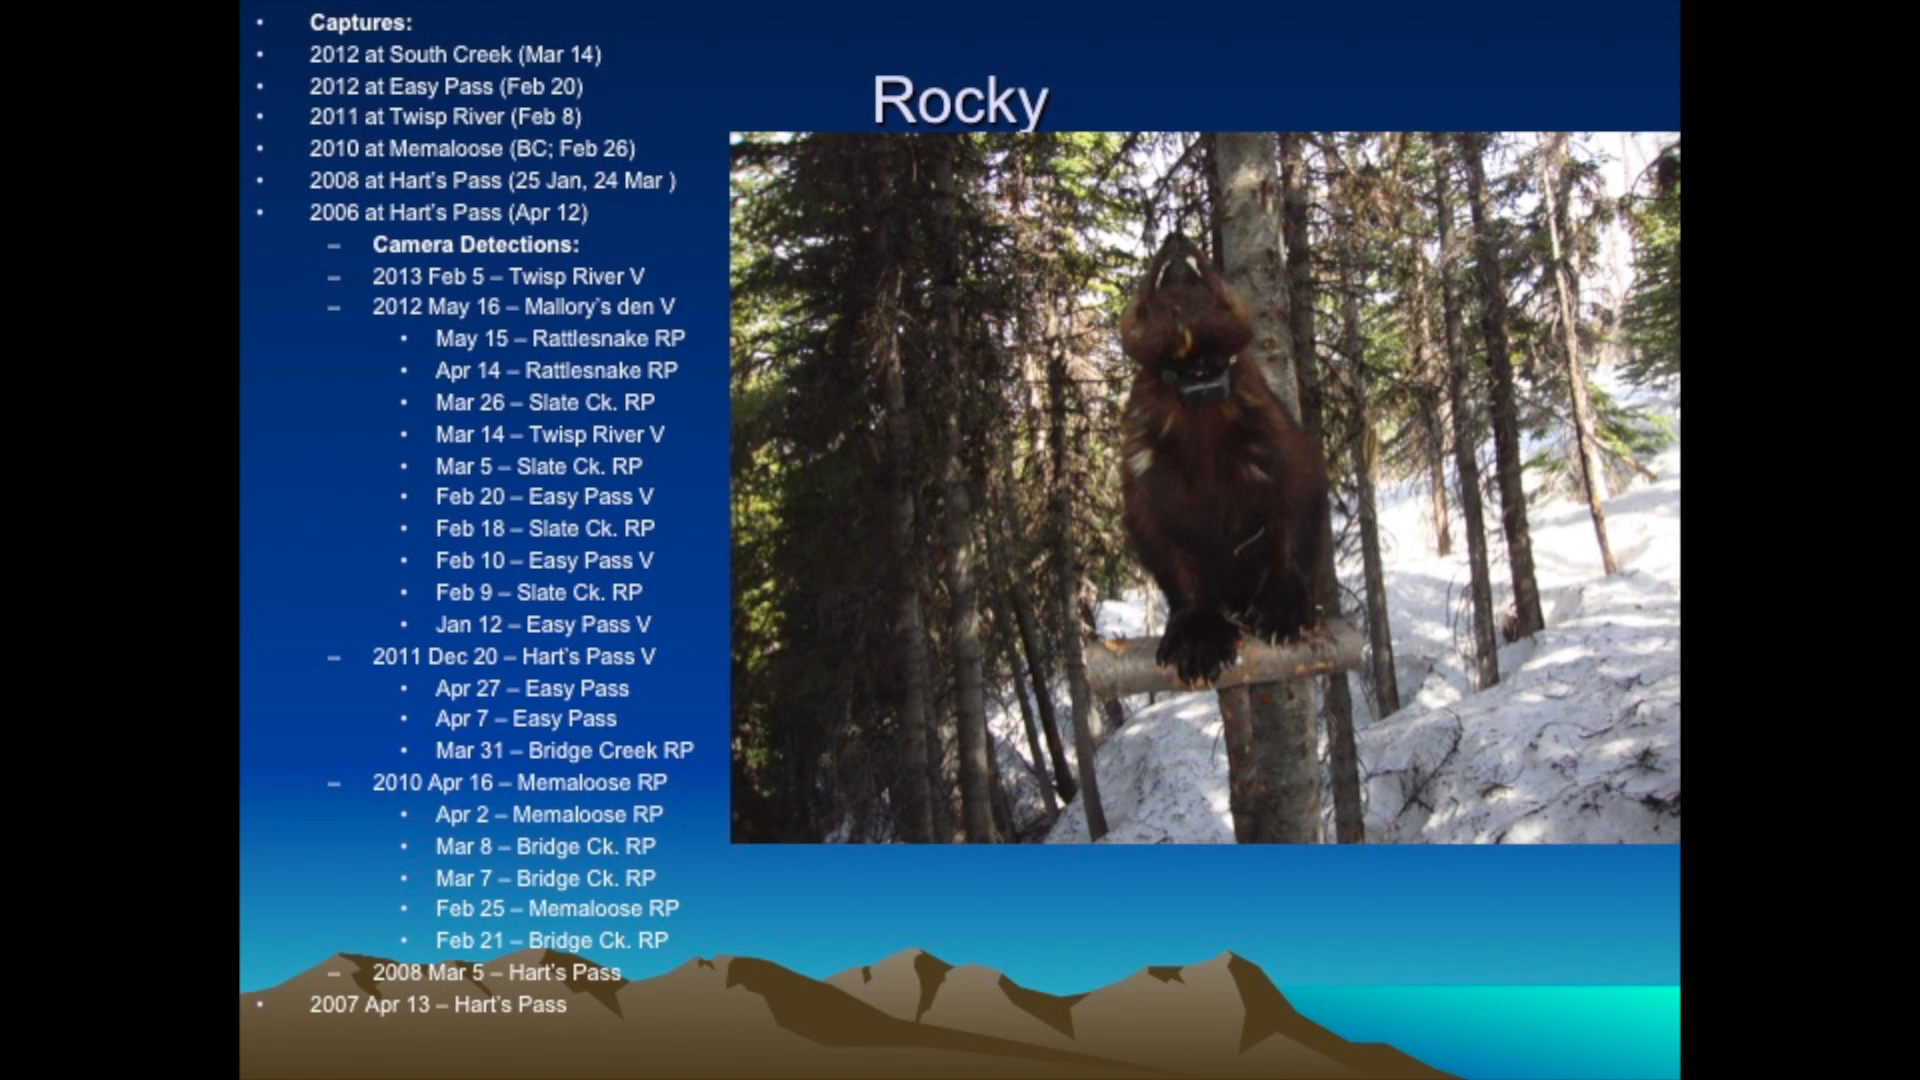 Rocky
Captures:
2012 at South Creek (Mar 14)
2012 at Easy Pass (Feb 20)
2011 at Twisp River (Feb 8)
2010 at Memaloose (BC; Feb 26)
2008 at Hart's Pass (25 Jan, 24 Mar )
2006 at Hart's Pass (Apr 12)
– Camera Detections:
– 2013 Feb 5 – Twisp River V
– 2012 May 16 – Mallory's den V
• May 15 – Rattlesnake RP
• Apr 14 – Rattlesnake RP
• Mar 26 – Slate Ck. RP
• Mar 14 – Twisp River V
• Mar 5 – Slate Ck. RP
• Feb 20 – Easy Pass V
• Feb 18 – Slate Ck. RP
• Feb 10 – Easy Pass V
• Feb 9 – Slate Ck. RP
• Jan 12 – Easy Pass V
– 2011 Dec 20 – Hart's Pass V
• Apr 27 – Easy Pass
• Apr 7 – Easy Pass
• Mar 31 – Bridge Creek RP
– 2010 Apr 16 – Memaloose RP
• Apr 2 – Memaloose RP
• Mar 8 – Bridge Ck. RP
• Mar 7 – Bridge Ck. RP
• Feb 25 – Memaloose RP
• Feb 21 – Bridge Ck. RP
– 2008 Mar 5 – Hart's Pass
• 2007 Apr 13 – Hart's Pass